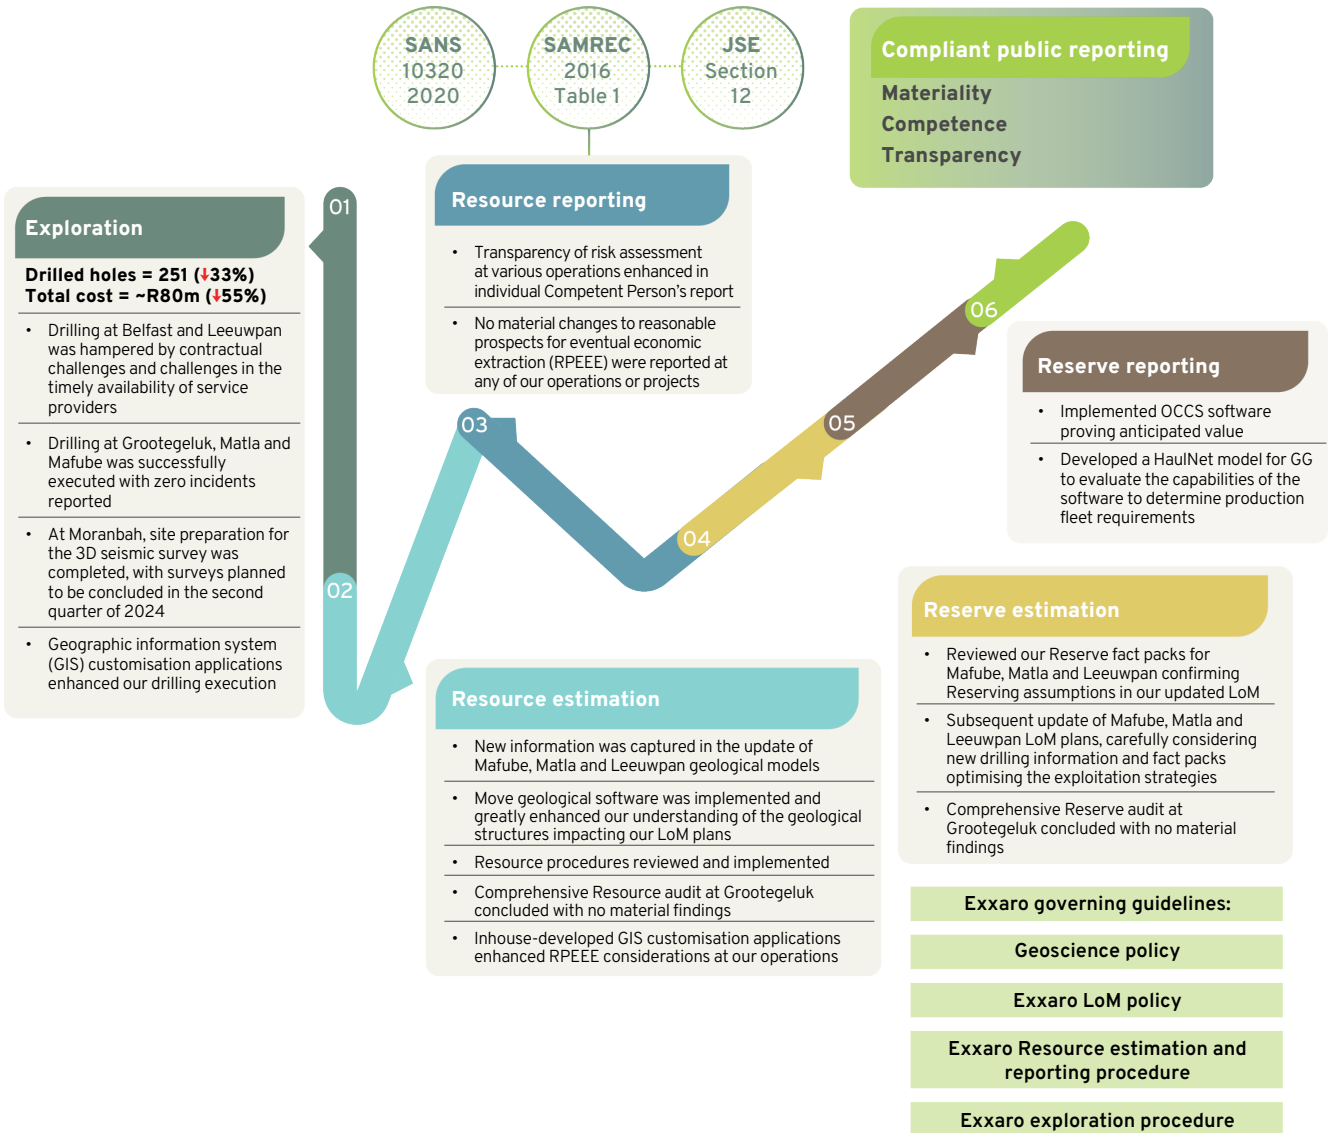 SANS
10320
2020
SAMREC
2016
Table 1
JSE
Section
12
Compliant public reporting
Materiality
Competence
Transparency
01
Exploration
Drilled holes = 251 (↓33%)
Total cost = ~R80m (↓55%)
• Drilling at Belfast and Leeuwpan
was hampered by contractual
challenges and challenges in the
timely availability of service
providers
• Drilling at Grootegeluk, Matla and
Mafube was successfully
executed with zero incidents
reported
• At Moranbah, site preparation for
the 3D seismic survey was
completed, with surveys planned
to be concluded in the second
quarter of 2024
• Geographic information system
(GIS) customisation applications
enhanced our drilling execution
02
Resource estimation
• New information was captured in the update of
Mafube, Matla and Leeuwpan geological models
• Move geological software was implemented and
greatly enhanced our understanding of the geological
structures impacting our LoM plans
• Resource procedures reviewed and implemented
• Comprehensive Resource audit at Grootegeluk
concluded with no material findings
• Inhouse-developed GIS customisation applications
enhanced RPEEE considerations at our operations
03
Resource reporting
• Transparency of risk assessment
at various operations enhanced in
individual Competent Person's report
• No material changes to reasonable
prospects for eventual economic
extraction (RPEEE) were reported at
any of our operations or projects
04
Reserve estimation
• Reviewed our Reserve fact packs for
Mafube, Matla and Leeuwpan confirming
Reserving assumptions in our updated LoM
• Subsequent update of Mafube, Matla and
Leeuwpan LoM plans, carefully considering
new drilling information and fact packs
optimising the exploitation strategies
• Comprehensive Reserve audit at
Grootegeluk concluded with no material
findings
05
Reserve reporting
• Implemented OCCS software
proving anticipated value
• Developed a HaulNet model for GG
to evaluate the capabilities of the
software to determine production
fleet requirements
06
Exxaro governing guidelines:
Geoscience policy
Exxaro LoM policy
Exxaro Resource estimation and
reporting procedure
Exxaro exploration procedure